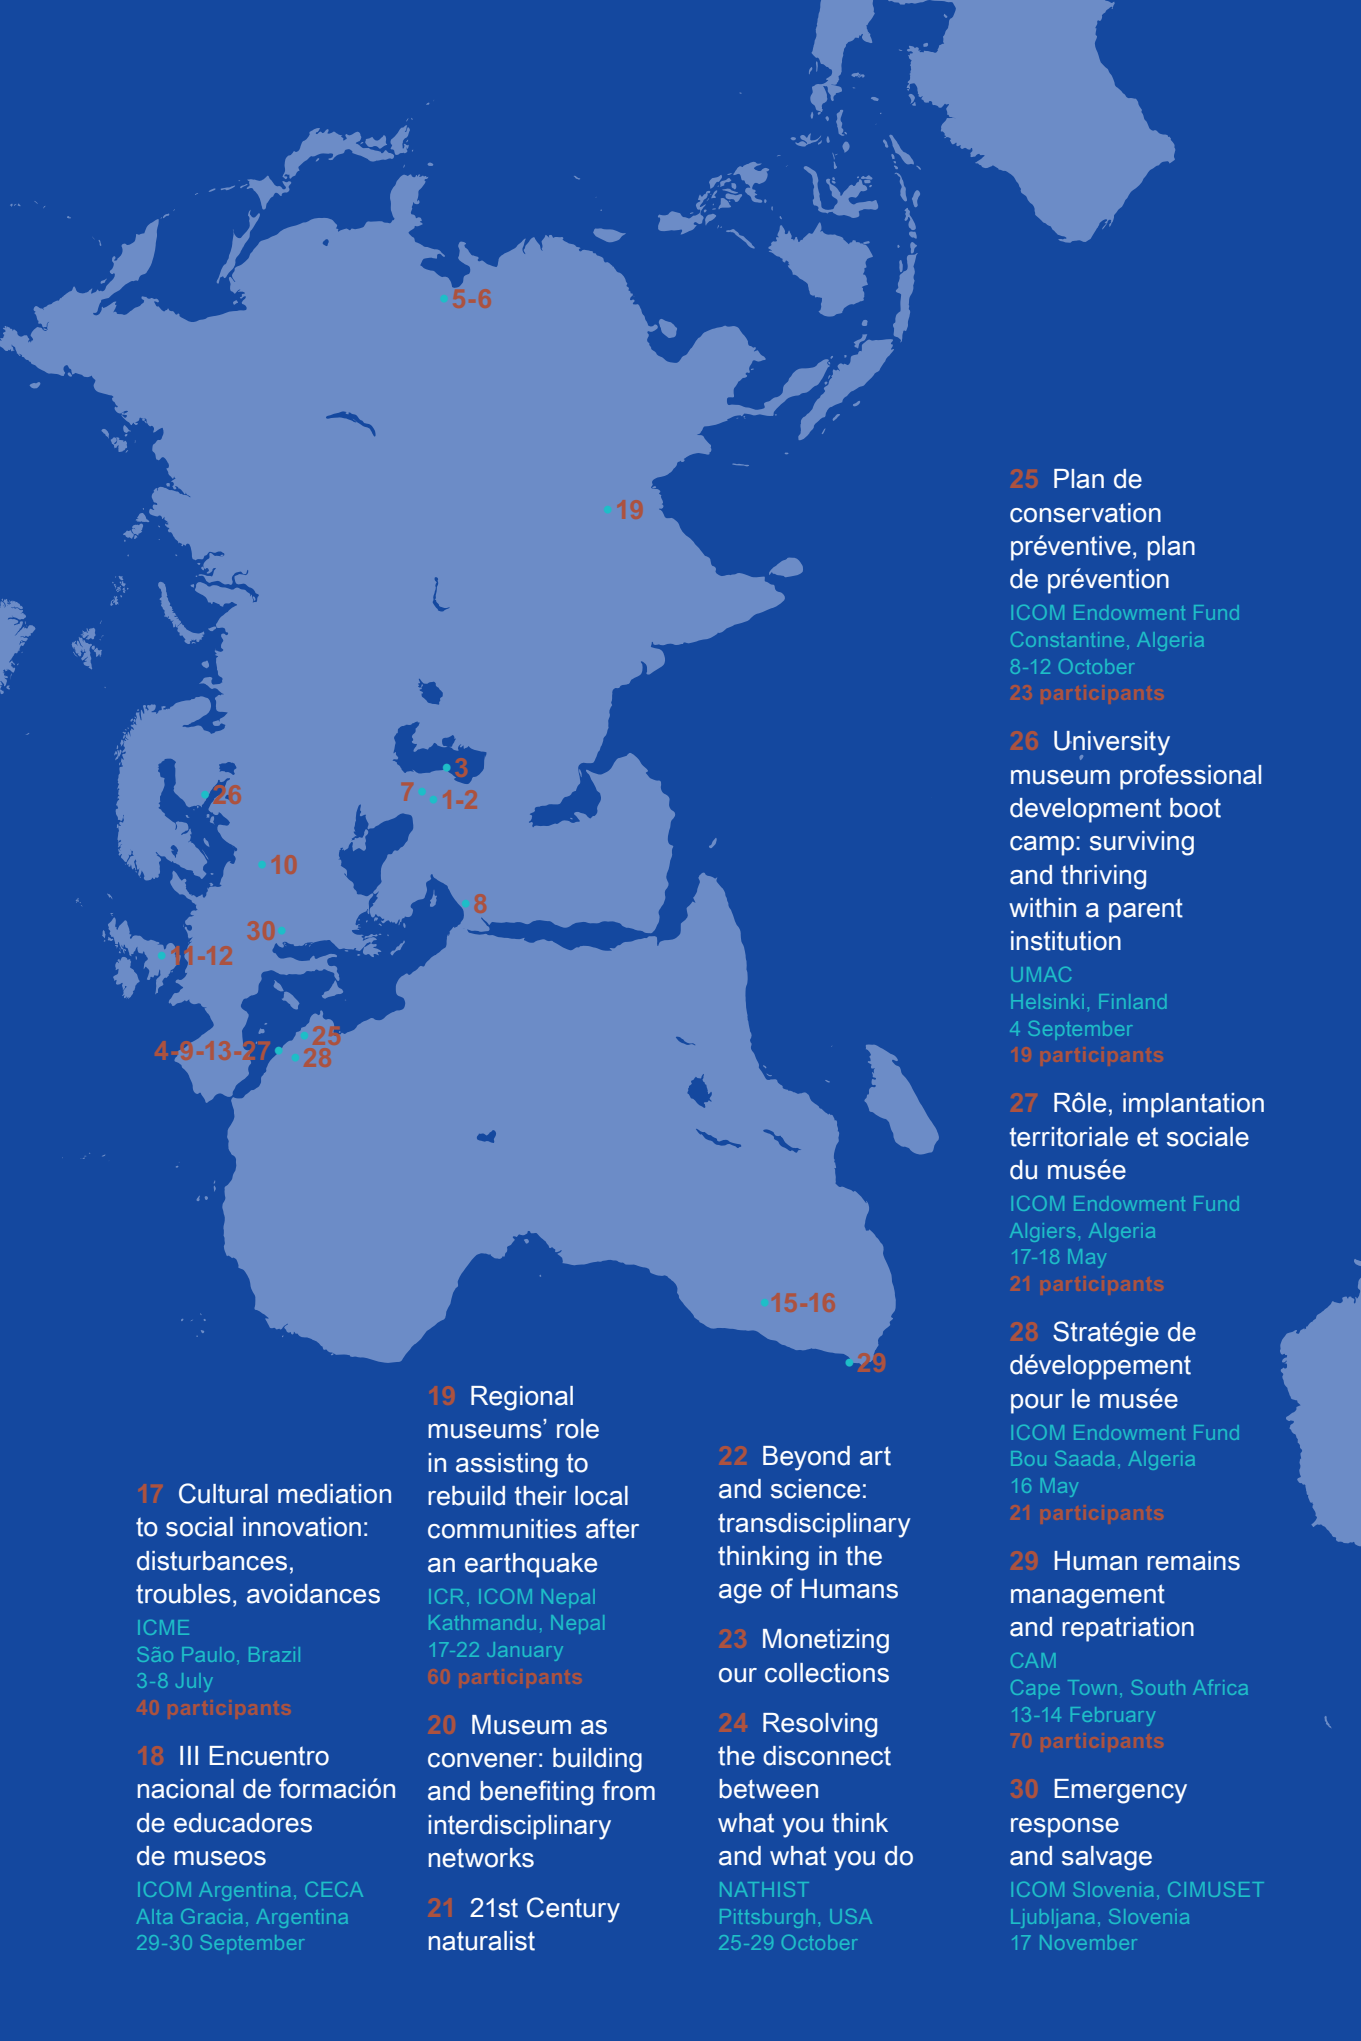 5-6
19
3
7
1-2
26
10
8
30
11-12
25
4-9-13-27
28
15-16
29
17 Cultural mediation
to social innovation:
disturbances,
troubles, avoidances
ICME
São Paulo, Brazil
3-8 July
40 participants
18 III Encuentro
nacional de formación
de educadores
de museos
ICOM Argentina, CECA
Alta Gracia, Argentina
29-30 September
19 Regional
museums’ role
in assisting to
rebuild their local
communities after
an earthquake
ICR, ICOM Nepal
Kathmandu, Nepal
17-22 January
60 participants
20 Museum as
convener: building
and benefiting from
interdisciplinary
networks
21 21st Century
naturalist
22 Beyond art
and science:
transdisciplinary
thinking in the
age of Humans
23 Monetizing
our collections
24 Resolving
the disconnect
between
what you think
and what you do
NATHIST
Pittsburgh, USA
25-29 October
25 Plan de
conservation
préventive, plan
de prévention
ICOM Endowment Fund
Constantine, Algeria
8-12 October
23 participants
26 University
museum professional
development boot
camp: surviving
and thriving
within a parent
institution
UMAC
Helsinki, Finland
4 September
19 participants
27 Rôle, implantation
territoriale et sociale
du musée
ICOM Endowment Fund
Algiers, Algeria
17-18 May
21 participants
28 Stratégie de
développement
pour le musée
ICOM Endowment Fund
Bou Saada, Algeria
16 May
21 participants
29 Human remains
management
and repatriation
CAM
Cape Town, South Africa
13-14 February
70 participants
30 Emergency
response
and salvage
ICOM Slovenia, CIMUSET
Ljubljana, Slovenia
17 November